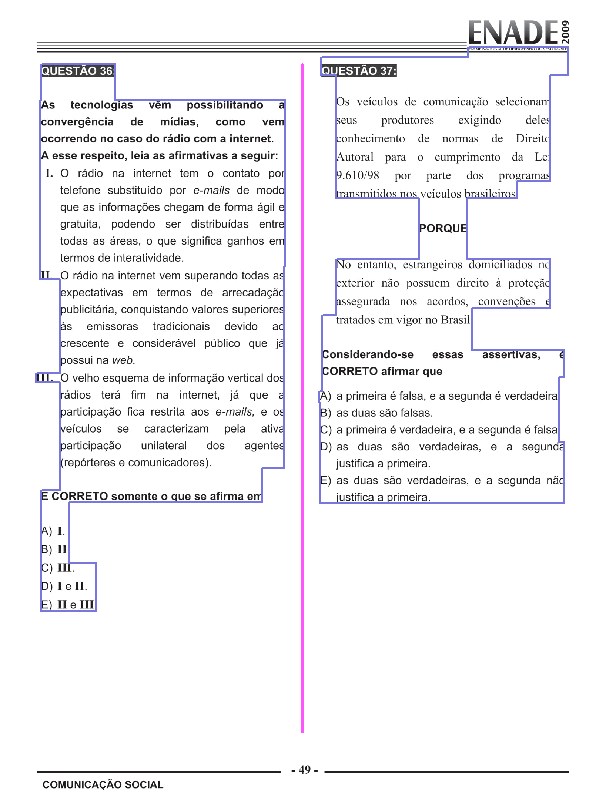 ENADE 2009
QUESTÃO 36
As tecnologias vêm possibilitando a
convergência de mídias, como vem
ocorrendo no caso do rádio com a internet.
A esse respeito, leia as afirmativas a seguir:
I. O rádio na internet tem o contato por
telefone substituído por e-mails de modo
que as informações chegam de forma ágil e
gratuita, podendo ser distribuídas entre
todas as áreas, o que significa ganhos em
termos de interatividade.
II. O rádio na internet vem superando todas as
expectativas em termos de arrecadação
publicitária, conquistando valores superiores
às emissoras tradicionais devido ao
crescente e considerável público que já
possui na web.
III. O velho esquema de informação vertical dos
rádios terá fim na internet, já que a
participação fica restrita aos e-mails, e os
veículos se caracterizam pela ativa
participação unilateral dos agentes
(repórteres e comunicadores).
É CORRETO somente o que se afirma em
A) I.
B) II
C) III.
D) I e II.
E) II e III
QUESTÃO 37:
Os veículos de comunicação selecionam
seus produtores exigindo deles
conhecimento de normas de Direito
Autoral para o cumprimento da Lei
9.610/98 por parte dos programas
transmitidos nos veículos brasileiros
PORQUE
No entanto, estrangeiros domiciliados no
exterior não possuem direito à proteção
assegurada nos acordos, convenções e
tratados em vigor no Brasil
Considerando-se essas assertivas, é
CORRETO afirmar que
A) a primeira é falsa, e a segunda é verdadeira
B) as duas são falsas.
C) a primeira é verdadeira, e a segunda é falsa
D) as duas são verdadeiras, e a segunda
justifica a primeira.
E) as duas são verdadeiras, e a segunda não
justifica a primeira.
- 49 -
COMUNICAÇÃO SOCIAL